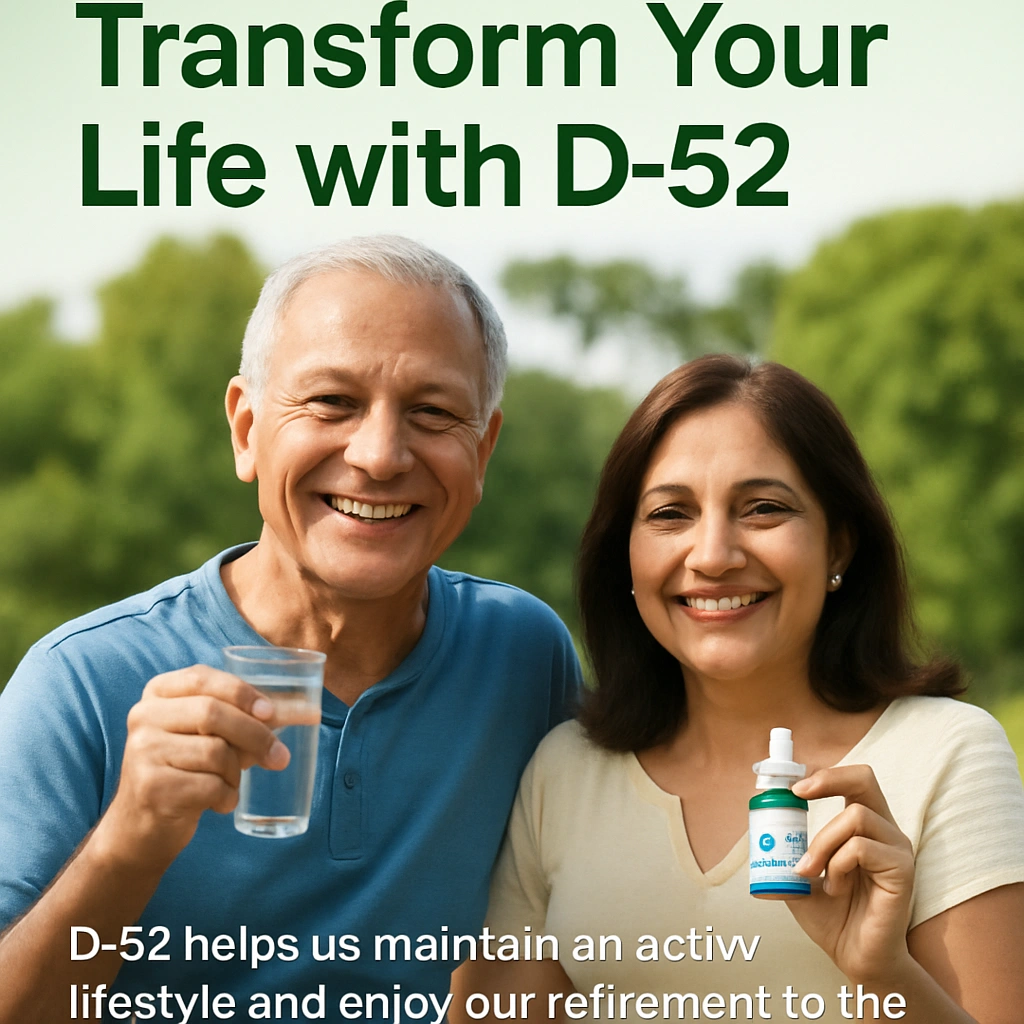 Transform Your
Life with D-52
D-52 helps us maintain an activv
lifestyle and enjoy our refirement to the